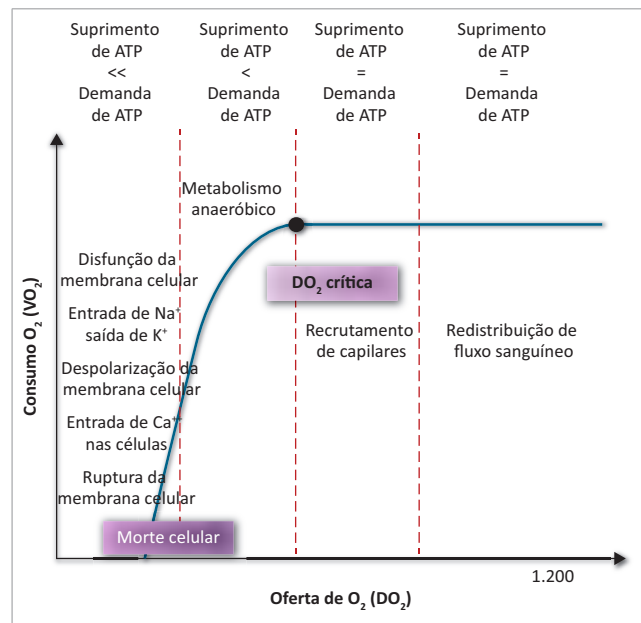 Suprimento
de ATP
<<
Demanda
de ATP
Suprimento
de ATP
<
Demanda
de ATP
Suprimento
de ATP
=
Demanda
de ATP
Suprimento
de ATP
=
Demanda
de ATP
Consumo O₂ (VO₂)
Metabolismo
anaeróbico
Disfunção da
membrana celular
Entrada de Na⁺
saída de K⁺
Despolarização da
membrana celular
Entrada de Ca⁺⁺
nas células
Ruptura da
membrana celular
Morte celular
DO₂ crítica
Recrutamento
de capilares
Redistribuição de
fluxo sanguíneo
1.200
Oferta de O₂ (DO₂)